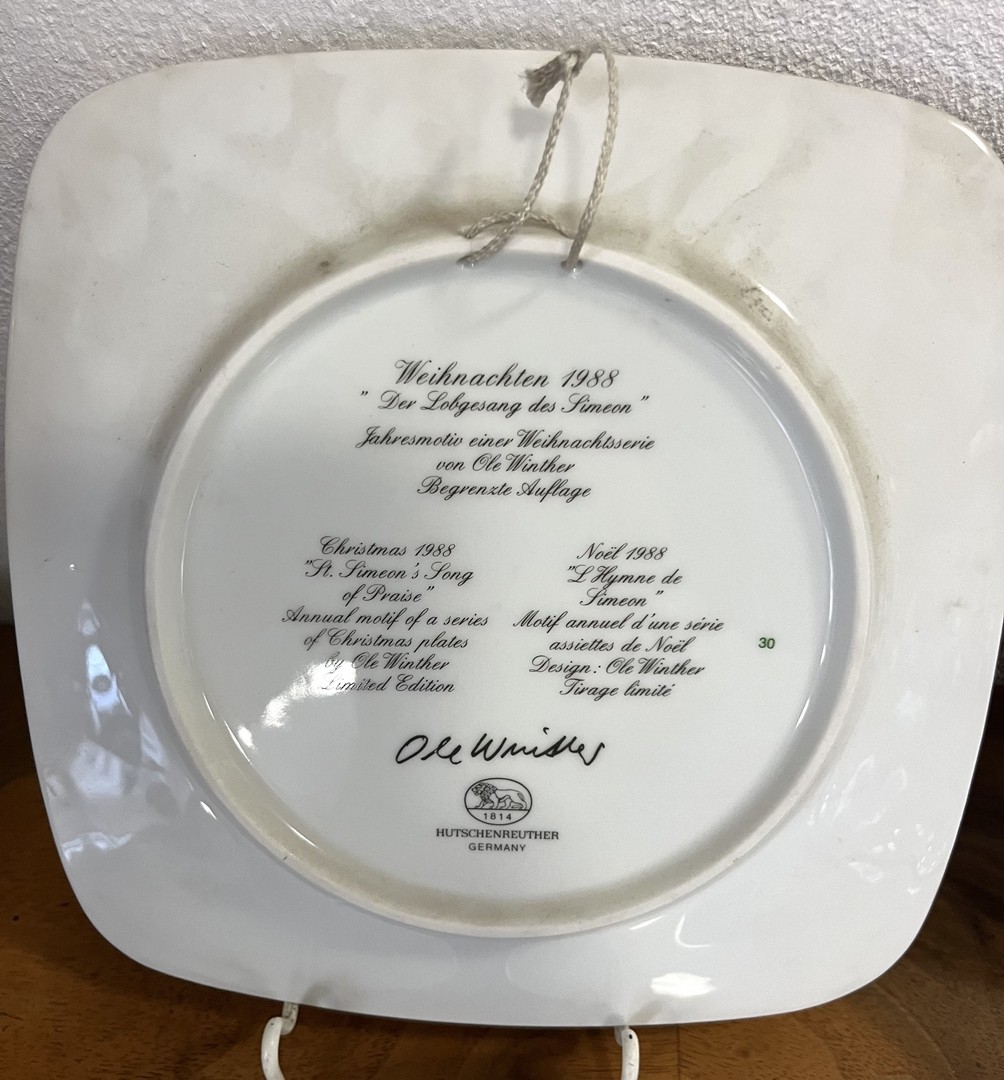 Weihnachten 1988
" Der Lobgesang des Simeon "
Jahresmotiv einer Weihnachtsserie
von Ole Winther
Begrenzte Auflage
Christmas 1988
"St. Simeon's Song
of Praise"
Annual motif of a series
of Christmas plates
by Ole Winther
Limited Edition
Noël 1988
"L'Hymne de
Simeon "
Motif annuel d'une série
assiettes de Noël
Design: Ole Winther
Tirage limité
30
Ole Winther
1814
HUTSCHENREUTHER
GERMANY